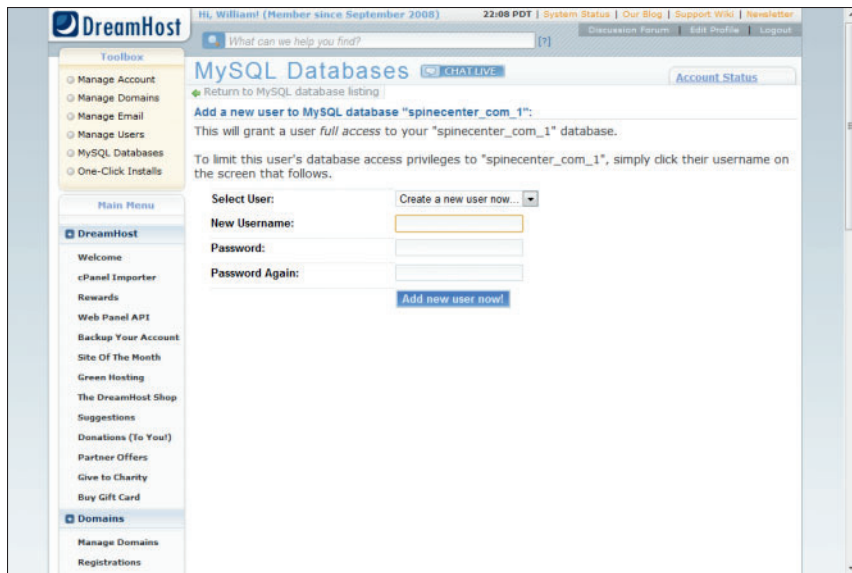 DreamHost
Hi, William! (Member since September 2008)
22:08 PDT | System Status | Our Blog | Support Wiki | Newsletter
What can we help you find?
[?]
Discussion Forum | Edit Profile | Logout
Toolbox
Manage Account
Manage Domains
Manage Email
Manage Users
MySQL Databases
One-Click Installs
Main Menu
DreamHost
Welcome
cPanel Importer
Rewards
Web Panel API
Backup Your Account
Site Of The Month
Green Hosting
The DreamHost Shop
Suggestions
Donations (To You!)
Partner Offers
Give to Charity
Buy Gift Card
Domains
Manage Domains
Registrations
MySQL Databases
CHAT LIVE
Account Status
Return to MySQL database listing
Add a new user to MySQL database "spinecenter_com_1":
This will grant a user full access to your "spinecenter_com_1" database.
To limit this user's database access privileges to "spinecenter_com_1", simply click their username on
the screen that follows.
Select User:
Create a new user now...
New Username:
Password:
Password Again:
Add new user now!